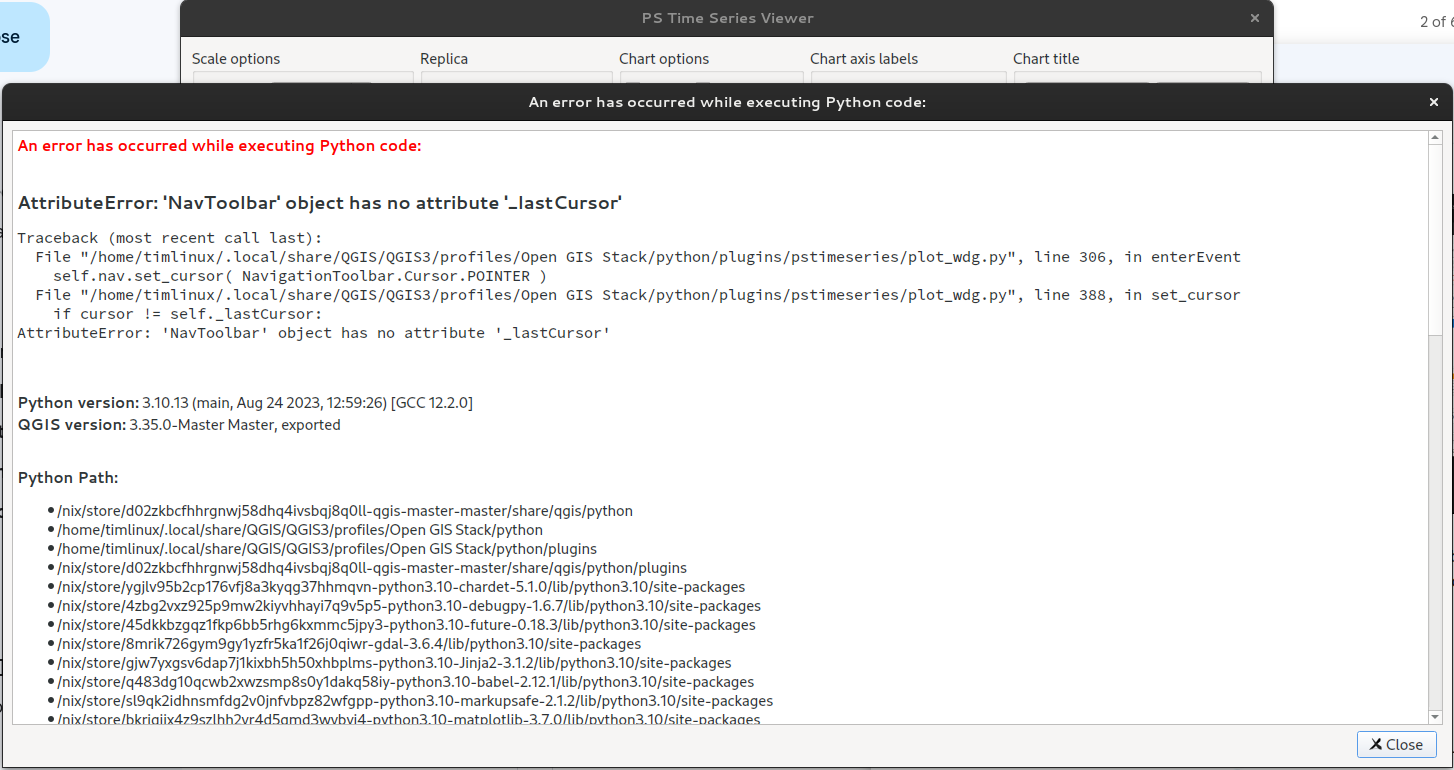 ose
2 of 6
PS Time Series Viewer
Scale options
Replica
Chart options
Chart axis labels
Chart title
An error has occurred while executing Python code:
An error has occurred while executing Python code:
AttributeError: 'NavToolbar' object has no attribute '_lastCursor'
Traceback (most recent call last):
File "/home/timlinux/.local/share/QGIS/QGIS3/profiles/Open GIS Stack/python/plugins/pstimeseries/plot_wdg.py", line 306, in enterEvent
self.nav.set_cursor( NavigationToolbar.Cursor.POINTER )
File "/home/timlinux/.local/share/QGIS/QGIS3/profiles/Open GIS Stack/python/plugins/pstimeseries/plot_wdg.py", line 388, in set_cursor
if cursor != self._lastCursor:
AttributeError: 'NavToolbar' object has no attribute '_lastCursor'
Python version: 3.10.13 (main, Aug 24 2023, 12:59:26) [GCC 12.2.0]
QGIS version: 3.35.0-Master Master, exported
Python Path:
• /nix/store/d02zkbcfhhrgnwj58dhq4ivsbqj8q0ll-qgis-master-master/share/qgis/python
• /home/timlinux/.local/share/QGIS/QGIS3/profiles/Open GIS Stack/python
• /home/timlinux/.local/share/QGIS/QGIS3/profiles/Open GIS Stack/python/plugins
• /nix/store/d02zkbcfhhrgnwj58dhq4ivsbqj8q0ll-qgis-master-master/share/qgis/python/plugins
• /nix/store/ygjlv95b2cp176vfj8a3kyqg37hhmqvn-python3.10-chardet-5.1.0/lib/python3.10/site-packages
• /nix/store/4zbg2vxz925p9mw2kiyvhhayi7q9v5p5-python3.10-debugpy-1.6.7/lib/python3.10/site-packages
• /nix/store/45dkkbzgqz1fkp6bb5rhg6kxmmc5jpy3-python3.10-future-0.18.3/lib/python3.10/site-packages
• /nix/store/8mrik726gym9gy1yzfr5ka1f26j0qiwr-gdal-3.6.4/lib/python3.10/site-packages
• /nix/store/gjw7yxgsv6dap7j1kixbh5h50xhbplms-python3.10-Jinja2-3.1.2/lib/python3.10/site-packages
• /nix/store/q483dg10qcwb2xwzsmp8s0y1dakq58iy-python3.10-babel-2.12.1/lib/python3.10/site-packages
• /nix/store/sl9qk2idhnsmfdg2v0jnfvbpz82wfgpp-python3.10-markupsafe-2.1.2/lib/python3.10/site-packages
Close